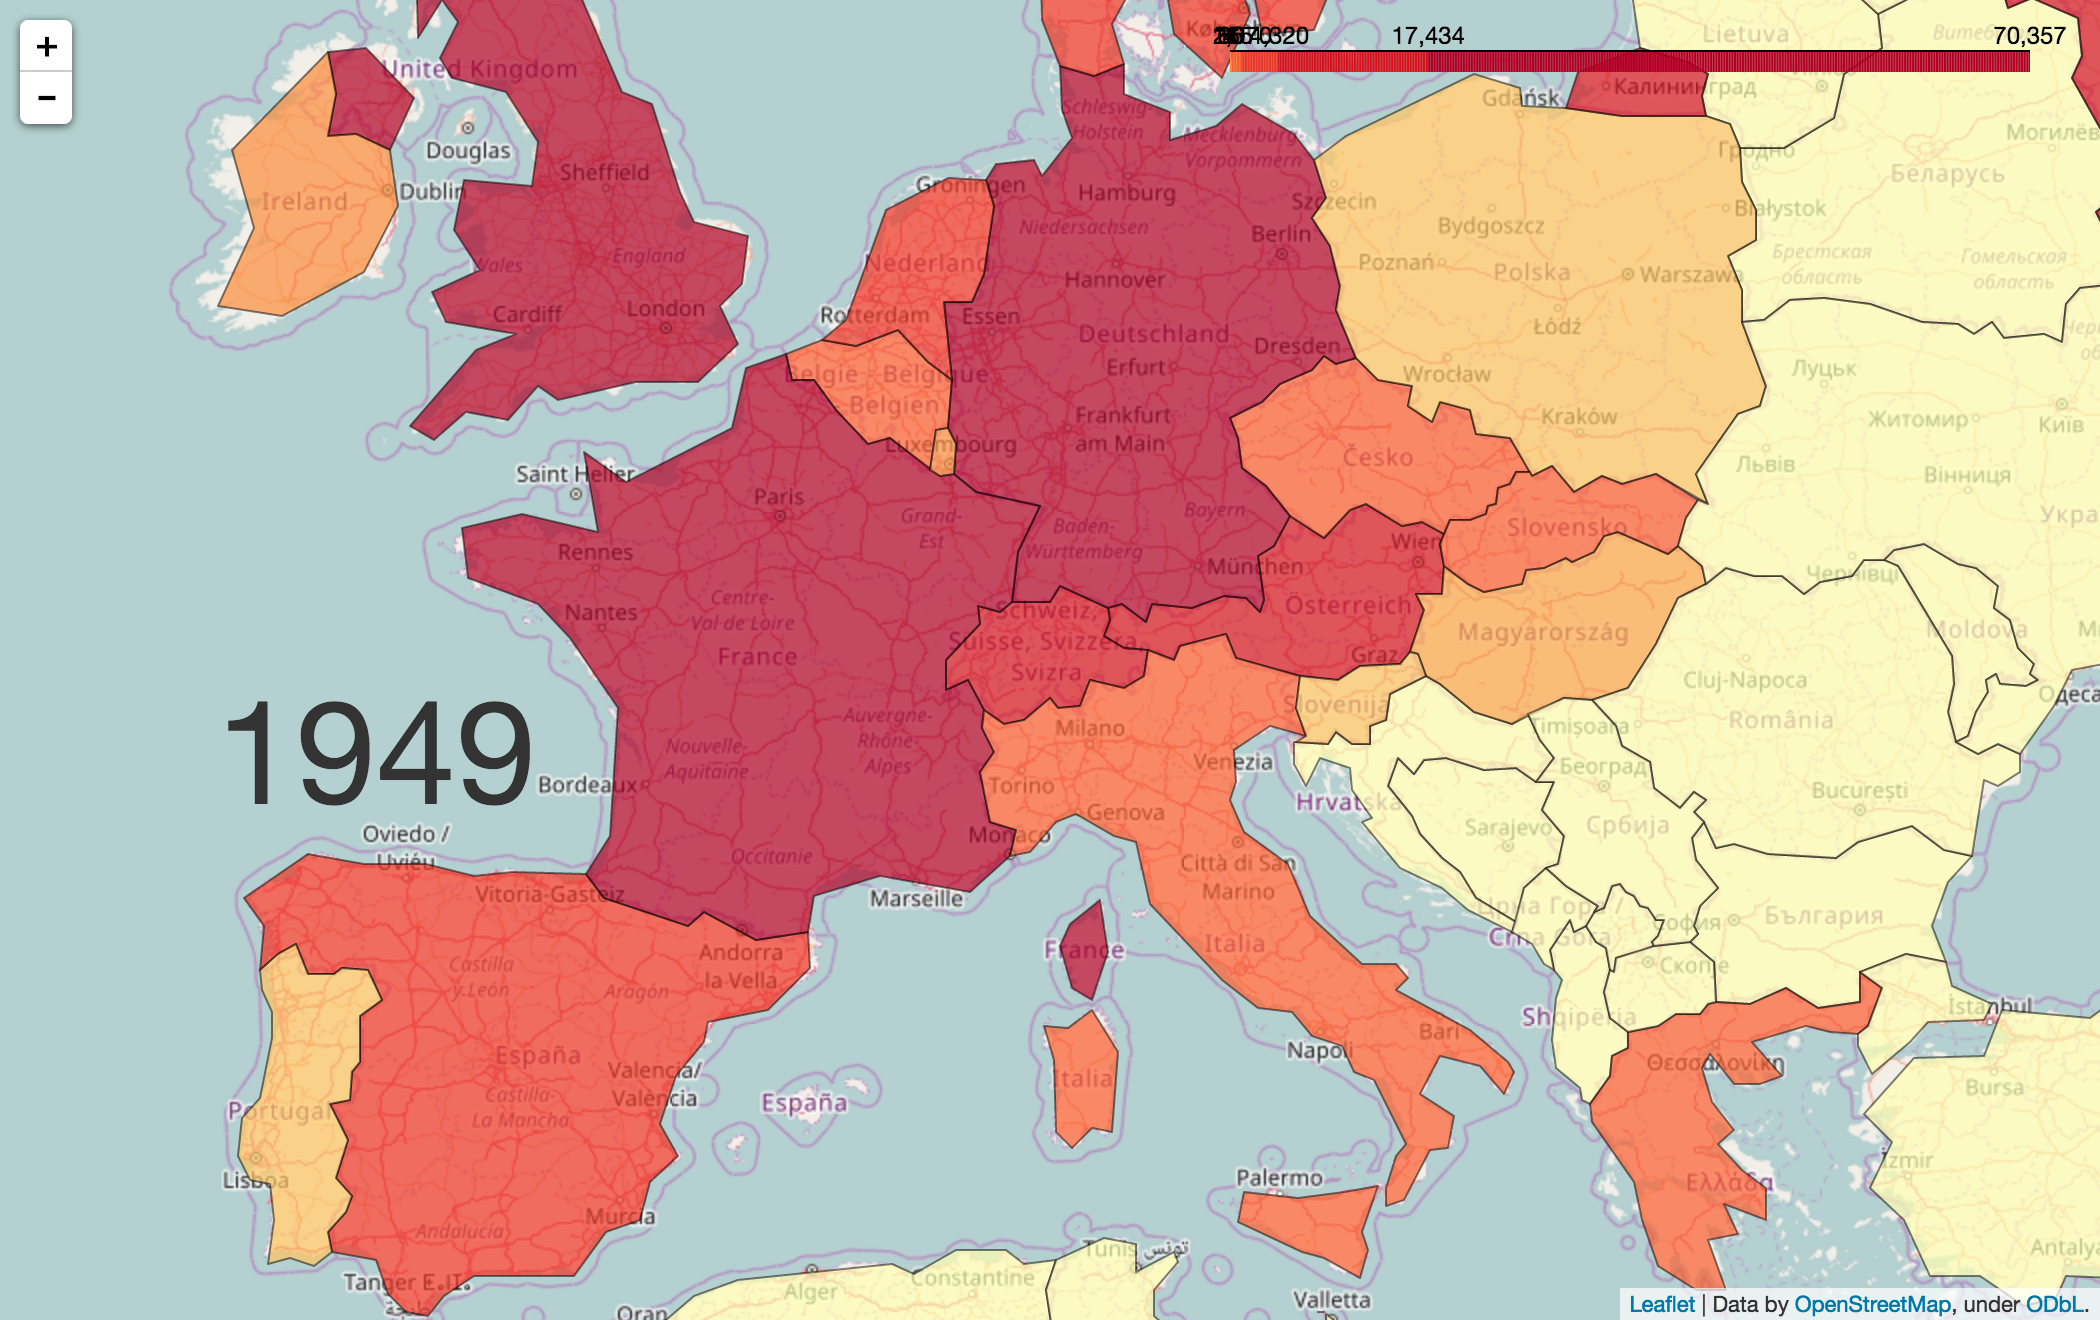 +
−
17,434
70,357
København
Lietuva
United Kingdom
Schleswig-
Holstein
Mecklenburg-
Vorpommern
Gdańsk
Калининград
Могилёв
Гродно
Беларусь
Douglas
Sheffield
Dublin
Ireland
Groningen
Hamburg
Szczecin
Białystok
Niedersachsen
Berlin
Bydgoszcz
Wales
England
Nederland
Hannover
Poznań
Polska
Warszawa
Брестская
область
Гомельская
область
Cardiff
London
Rotterdam
Essen
Deutschland
Łódź
Dresden
Erfurt
Wrocław
Луцьк
België - Belgique
Belgien
Frankfurt
am Main
Kraków
Житомир
Київ
Luxembourg
Česko
Львів
Вінниця
Saint Helier
Paris
Grand-
Est
Baden-
Württemberg
Bayern
Slovensko
Укра
Rennes
Wien
München
Чернівці
Nantes
Centre-
Val de Loire
Schweiz,
Suisse, Svizzera,
Svizra
Österreich
Magyarország
Moldova
France
Graz
Cluj-Napoca
România
Одеса
1949
Nouvelle-
Aquitaine
Auvergne-
Rhône-
Alpes
Milano
Slovenija
Timișoara
Bordeaux
Torino
Venezia
Београд
București
Hrvatska
Genova
Monaco
Sarajevo
Србија
Oviedo /
Uviéu
Occitanie
Città di San
Marino
Vitoria-Gasteiz
Marseille
Црна Гора /
Crna Gora
София
България
Andorra
la Vella
France
Italia
Castilla
y León
Aragón
Скопје
İstanbul
Shqipëria
España
Valencia/
València
Napoli
Bari
Θεσσαλονίκη
Bursa
Castilla-
La Mancha
España
Italia
Portugal
Lisboa
Palermo
Ελλάδα
İzmir
Murcia
Andalucía
Tunis تونس
Antalya
Tanger ⵟⴰⵏⵊⴰ
طنجة
Alger
Constantine
Oran
Valletta
Leaflet | Data by OpenStreetMap, under ODbL.